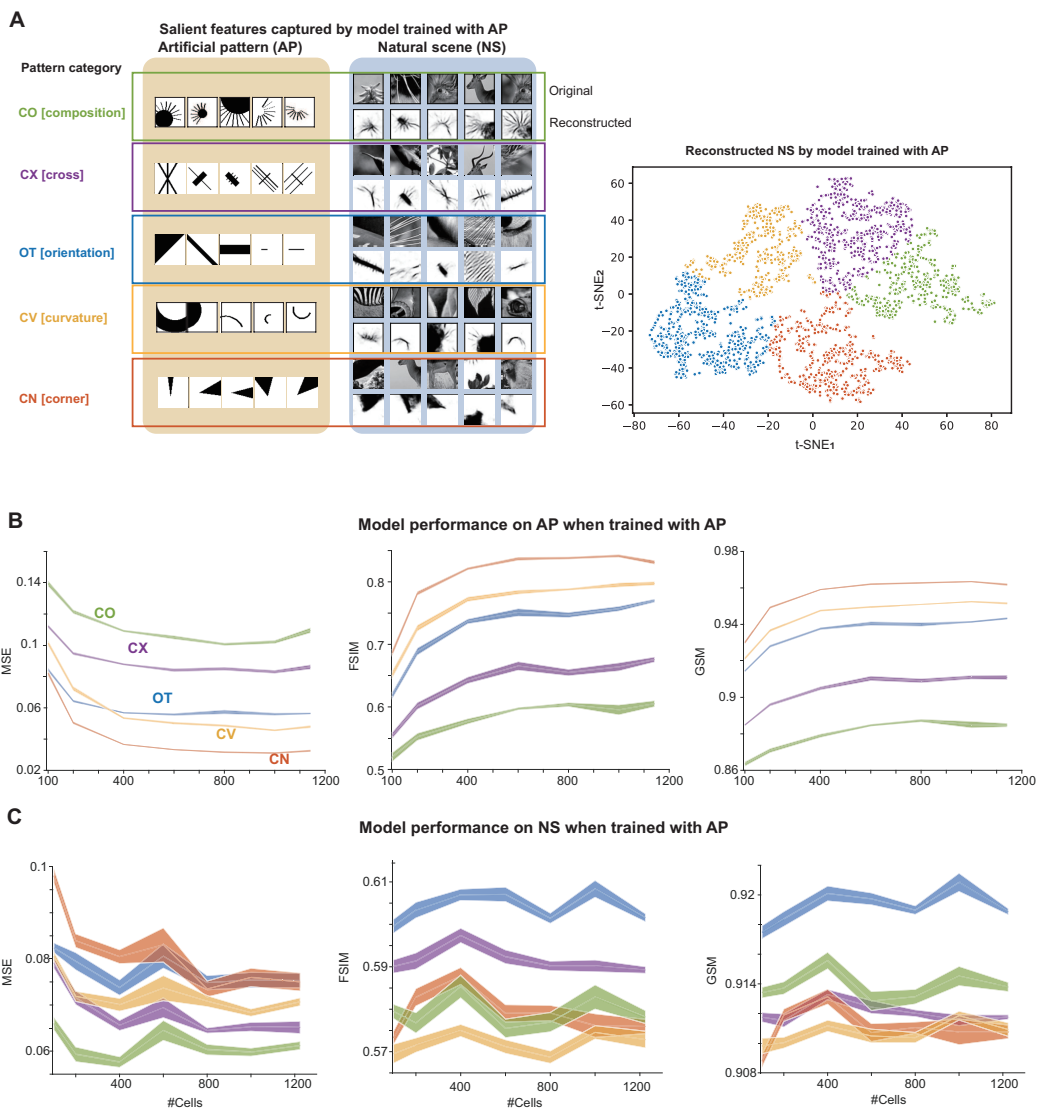 A
Salient features captured by model trained with AP
Artificial pattern (AP)
Natural scene (NS)
Pattern category
CO [composition]
Original
Reconstructed
CX [cross]
OT [orientation]
CV [curvature]
CN [corner]
Reconstructed NS by model trained with AP
t-SNE2
60
40
20
0
−20
−40
−60
−80
−60
−40
−20
0
20
40
60
80
t-SNE1
B
Model performance on AP when trained with AP
MSE
0.14
0.1
0.06
0.02
CO
CX
OT
CV
CN
100
400
800
1200
FSIM
0.8
0.7
0.6
0.5
100
400
800
1200
GSM
0.98
0.94
0.9
0.86
100
400
800
1200
C
Model performance on NS when trained with AP
MSE
0.1
0.08
0.06
400
800
1200
#Cells
FSIM
0.61
0.59
0.57
400
800
1200
#Cells
GSM
0.92
0.914
0.908
400
800
1200
#Cells